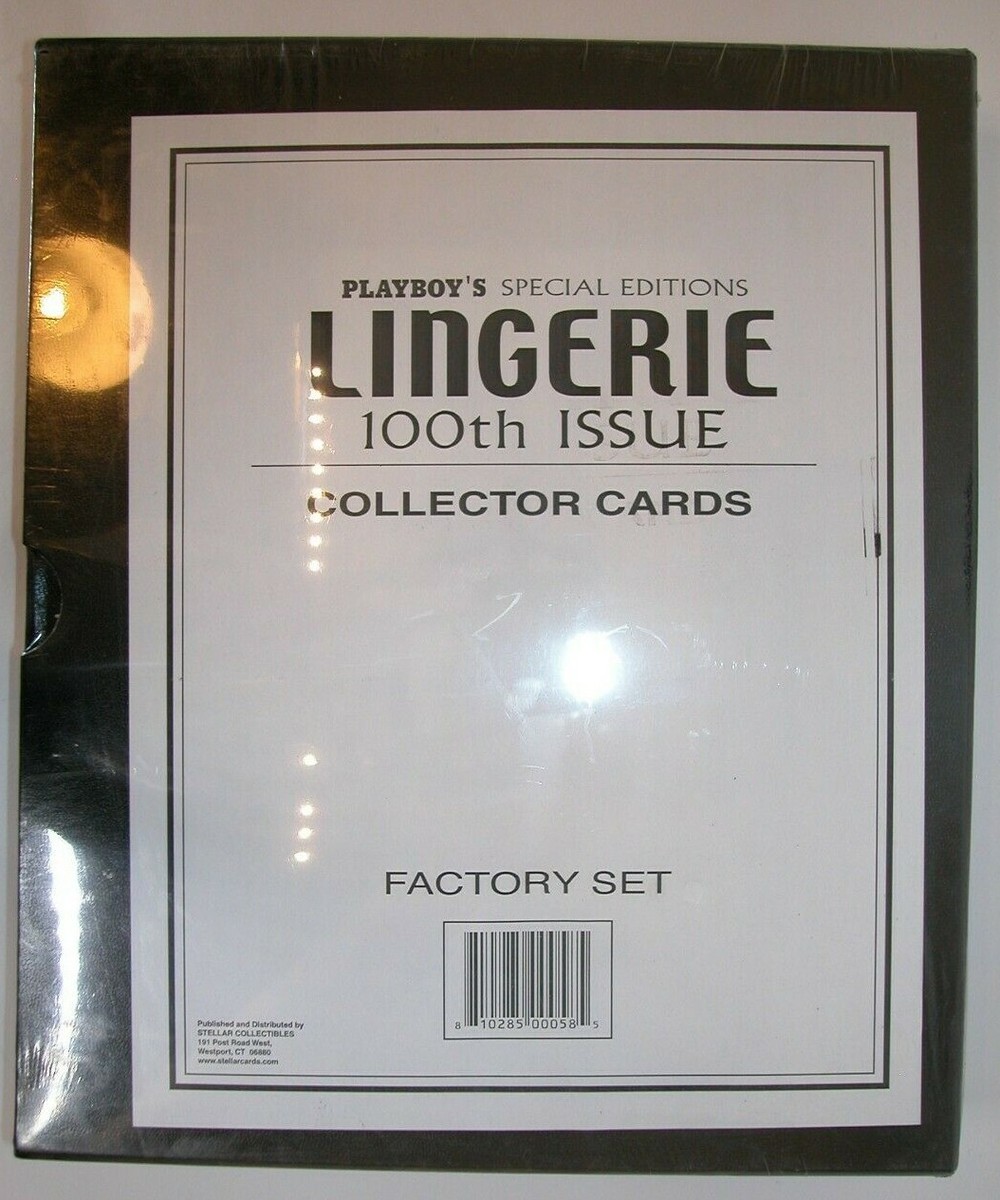 PLAYBOY'S SPECIAL EDITIONS
LINGERIE
100th ISSUE
COLLECTOR CARDS
FACTORY SET
8 10285 00058 5
Published and Distributed by
STELLAR COLLECTIBLES
191 Post Road West,
Westport, CT 06880
www.stellarcards.com